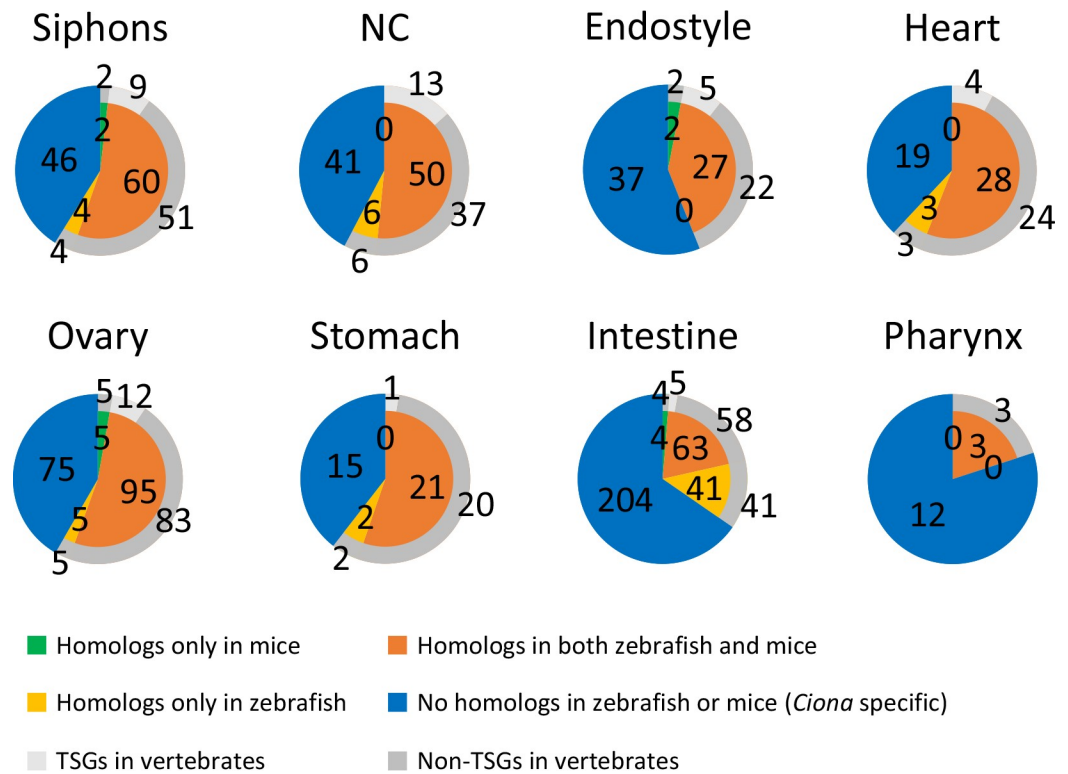 Siphons NC Endostyle Heart
2 9 13 2 5 4
2 0 2 0
46 60 41 50 37 27 22 19 28
4 51 6 37 0 3 24
4 6 3
Ovary Stomach Intestine Pharynx
5 12 1 4 5 3
5 0 4 63 58 0 3
75 95 15 21 204 41 0
5 83 2 20 41 12
5 2
Homologs only in mice Homologs in both zebrafish and mice
Homologs only in zebrafish No homologs in zebrafish or mice (Ciona specific)
TSGs in vertebrates Non-TSGs in vertebrates